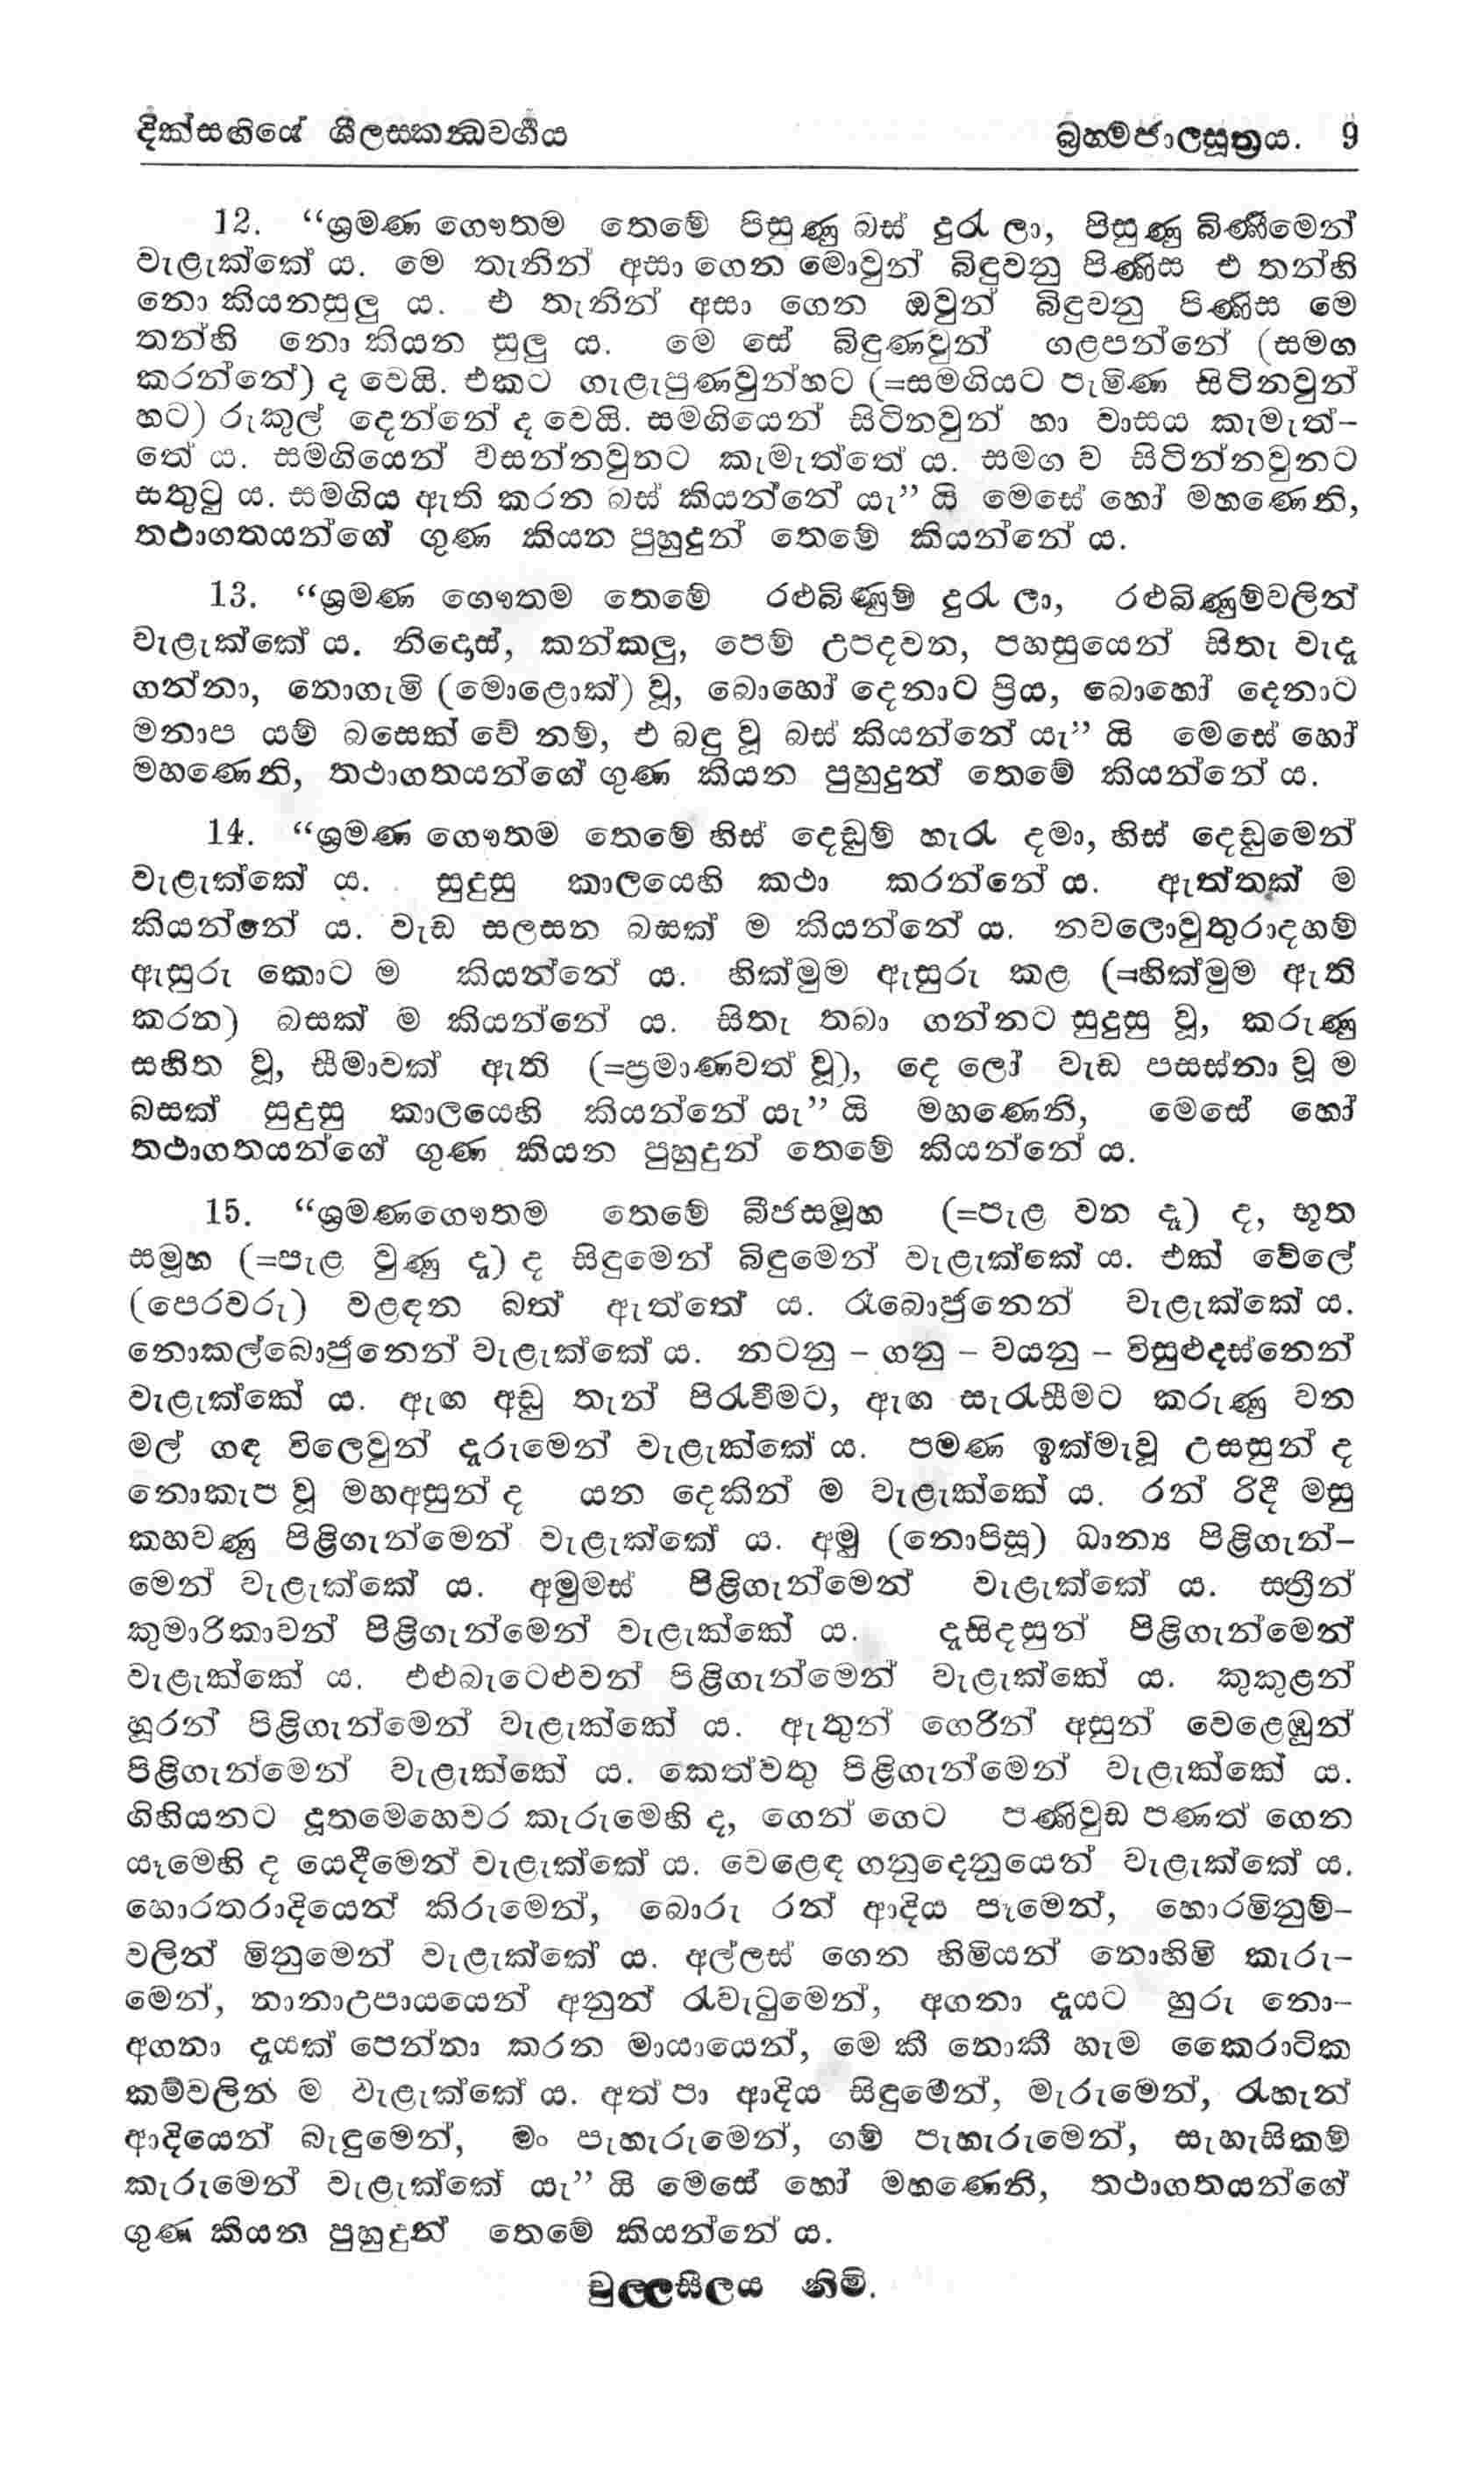 දික්සඟියේ ශීලස්කන්ධවර්ගය බ්‍රහ්මජාලසූත්‍රය. 9
12. “ශ්‍රමණ ගෞතම තෙමේ පිසුණු බස් දුරැ ලා, පිසුණු බිණීමෙන්
වැළැක්කේ ය. මෙ තැනින් අසා ගෙන මොවුන් බිඳුවනු පිණිස එ තන්හි
නො කියනසුලු ය. එ තැනින් අසා ගෙන ඔවුන් බිඳුවනු පිණිස මෙ
තන්හි නො කියන සුලු ය. මෙ සේ බිඳුණවුන් ගළපන්නේ (සමඟ
කරන්නේ) ද වෙයි. එකට ගැළැපුණවුන්හට (=සමගියට පැමිණ සිටිනවුන්
හට) රුකුල් දෙන්නේ ද වෙයි. සමගියෙන් සිටිනවුන් හා වාසය කැමැත්-
තේ ය. සමගියෙන් වසන්නවුනට කැමැත්තේ ය. සමග ව සිටින්නවුනට
සතුටු ය. සමගිය ඇති කරන බස් කියන්නේ යැ” යි මෙසේ හෝ මහණෙනි,
තථාගතයන්ගේ ගුණ කියන පුහුදුන් තෙමේ කියන්නේ ය.
13. “ශ්‍රමණ ගෞතම තෙමේ රළුබිණුම් දුරැ ලා, රළුබිණුම්වලින්
වැළැක්කේ ය. නිදොස්, කන්කලු, පෙම් උපදවන, පහසුයෙන් සිතැ වැද
ගන්නා, නොගැමි (මොළොක්) වූ, බොහෝ දෙනාට ප්‍රිය, බොහෝ දෙනාට
මනාප යම් බසෙක් වේ නම්, එ බඳු වූ බස් කියන්නේ යැ” යි මෙසේ හෝ
මහණෙනි, තථාගතයන්ගේ ගුණ කියන පුහුදුන් තෙමේ කියන්නේ ය.
14. “ශ්‍රමණ ගෞතම තෙමේ හිස් දෙඩුම් හැරැ දමා, හිස් දෙඩුමෙන්
වැළැක්කේ ය. සුදුසු කාලයෙහි කථා කරන්නේ ය. ඇත්තක් ම
කියන්නේ ය. වැඩ සලසන බසක් ම කියන්නේ ය. නවලොවුතුරාදහම්
ඇසුරු කොට ම කියන්නේ ය. හික්මුම ඇසුරු කළ (=හික්මුම ඇති
කරන) බසක් ම කියන්නේ ය. සිතැ තබා ගන්නට සුදුසු වූ, කරුණු
සහිත වූ, සීමාවක් ඇති (=ප්‍රමාණවත් වූ), දෙ ලෝ වැඩ පසස්නා වූ ම
බසක් සුදුසු කාලයෙහි කියන්නේ යැ” යි මහණෙනි, මෙසේ හෝ
තථාගතයන්ගේ ගුණ කියන පුහුදුන් තෙමේ කියන්නේ ය.
15. “ශ්‍රමණගෞතම තෙමේ බීජසමූහ (=පැළ වන දෑ) ද, භූත
සමූහ (=පැළ වුණු දෑ) ද සිඳුමෙන් බිඳුමෙන් වැළැක්කේ ය. එක් වේලේ
(පෙරවරු) වළඳන බත් ඇත්තේ ය. රෑබොජුනෙන් වැළැක්කේ ය.
නොකල්බොජුනෙන් වැළැක්කේ ය. නටනු – ගනු – වයනු – විසුළුදස්නෙන්
වැළැක්කේ ය. ඇඟ අඩු තැන් පිරැවීමට, ඇඟ සැරැසීමට කරුණු වන
මල් ගඳ විලෙවුන් දැරුමෙන් වැළැක්කේ ය. පමණ ඉක්මැවූ උසසුන් ද
නොකැප වූ මහඅසුන් ද යන දෙකින් ම වැළැක්කේ ය. රන් රිදී මසු
කහවණු පිළිගැන්මෙන් වැළැක්කේ ය. අමු (නොපිසූ) ධාන්‍ය පිළිගැන්-
මෙන් වැළැක්කේ ය. අමුමස් පිළිගැන්මෙන් වැළැක්කේ ය. ස්ත්‍රීන්
කුමාරිකාවන් පිළිගැන්මෙන් වැළැක්කේ ය. දැසිදසුන් පිළිගැන්මෙන්
වැළැක්කේ ය. එළුබැටෙළුවන් පිළිගැන්මෙන් වැළැක්කේ ය. කුකුළන්
හූරන් පිළිගැන්මෙන් වැළැක්කේ ය. ඇතුන් ගෙරින් අසුන් වෙළෙඹුන්
පිළිගැන්මෙන් වැළැක්කේ ය. කෙත්වතු පිළිගැන්මෙන් වැළැක්කේ ය.
ගිහියනට දූතමෙහෙවර කැරුමෙහි ද, ගෙන් ගෙට පණිවුඩ පණත් ගෙන
යෑමෙහි ද යෙදීමෙන් වැළැක්කේ ය. වෙළෙඳ ගනුදෙනුයෙන් වැළැක්කේ ය.
හොරතරාදියෙන් කිරුමෙන්, බොරු රන් ආදිය පෑමෙන්, හොරමිනුම්-
වලින් මිනුමෙන් වැළැක්කේ ය. අල්ලස් ගෙන හිමියන් නොහිමි කැරු-
මෙන්, නානාඋපායයෙන් අනුන් රැවැටුමෙන්, අගනා දෑයට හුරු නො-
අගනා දෑයක් පෙන්නා කරන මායායෙන්, මෙ කී නොකී හැම කෛරාටික
කම්වලින් ම වැළැක්කේ ය. අත් පා ආදිය සිඳුමෙන්, මැරුමෙන්, රැහැන්
ආදියෙන් බැඳුමෙන්, මං පැහැරුමෙන්, ගම් පැහැරුමෙන්, සැහැසිකම්
කැරුමෙන් වැළැක්කේ යැ” යි මෙසේ හෝ මහණෙනි, තථාගතයන්ගේ
ගුණ කියන පුහුදුන් තෙමේ කියන්නේ ය.
චුල්ලසීලය නිමි.